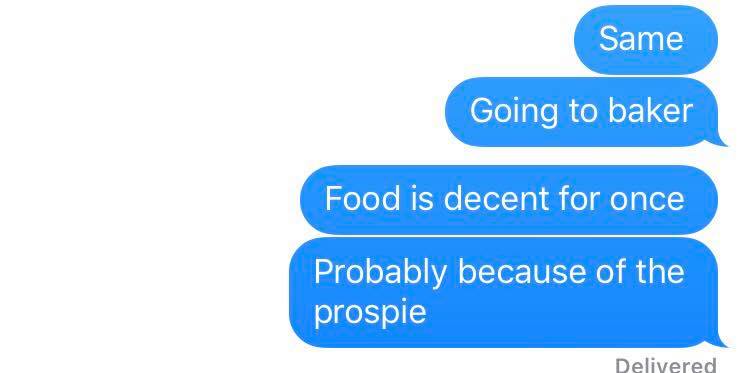 Same
Going to baker
Food is decent for once
Probably because of the
prospie
Delivered